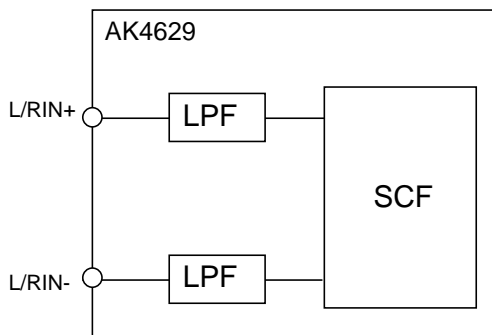 AK4629
L/RIN+
LPF
SCF
L/RIN-
LPF